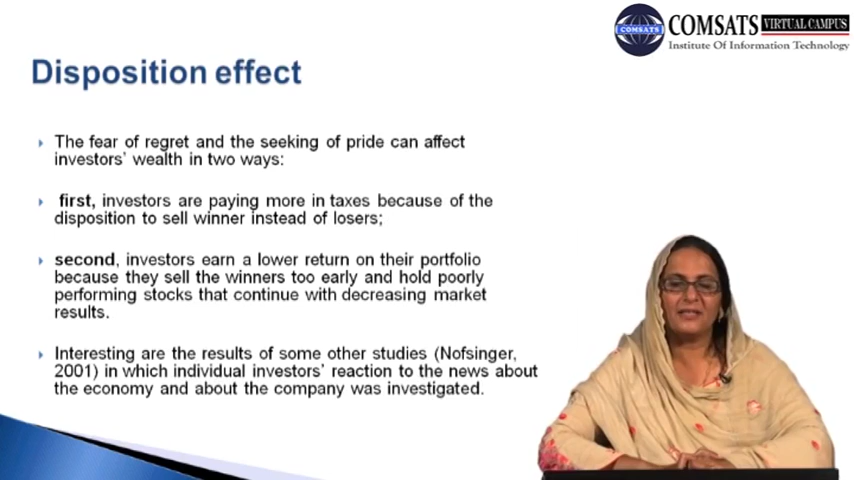 COMSATS VIRTUAL CAMPUS
COMSATS
Institute Of Information Technology
Disposition effect
The fear of regret and the seeking of pride can affect
investors' wealth in two ways:
first, investors are paying more in taxes because of the
disposition to sell winner instead of losers;
second, investors earn a lower return on their portfolio
because they sell the winners too early and hold poorly
performing stocks that continue with decreasing market
results.
Interesting are the results of some other studies (Nofsinger,
2001) in which individual investors' reaction to the news about
the economy and about the company was investigated.